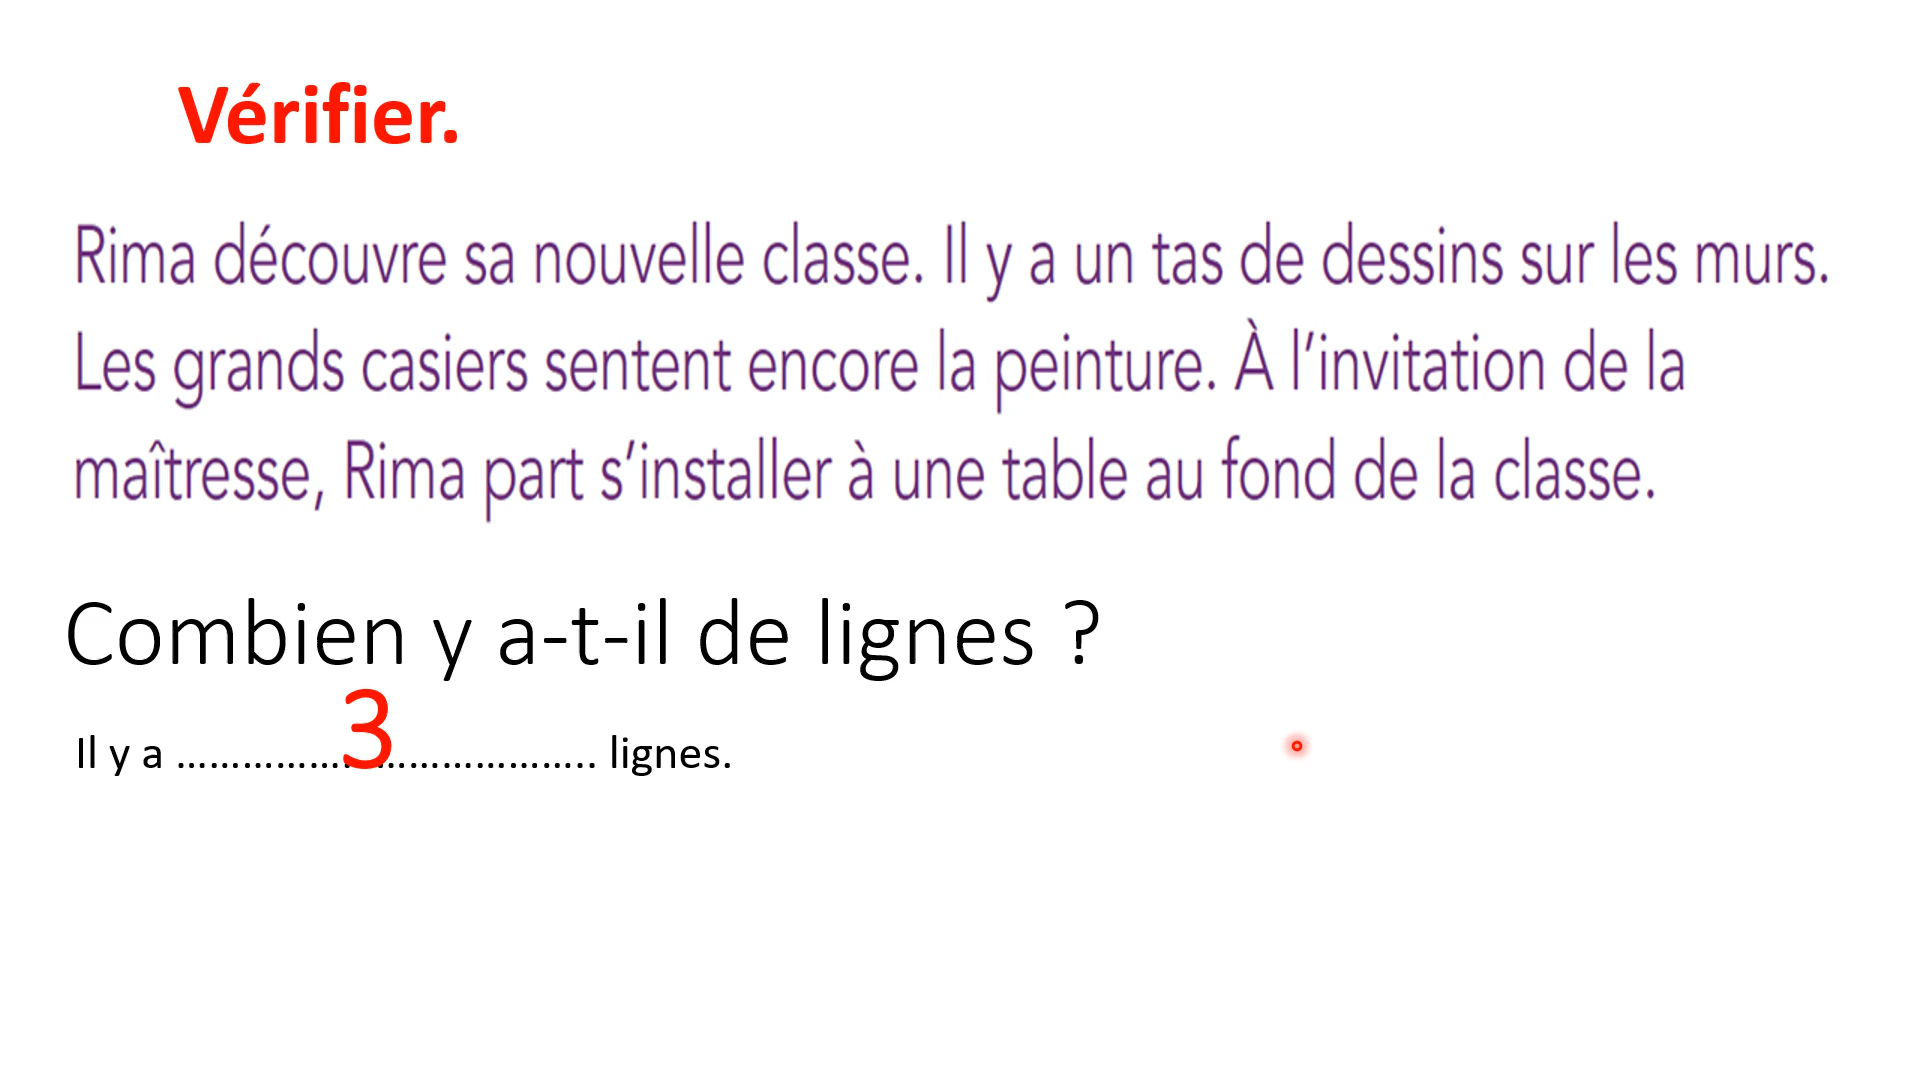 Vérifier.
Rima découvre sa nouvelle classe. Il y a un tas de dessins sur les murs.
Les grands casiers sentent encore la peinture. À l’invitation de la
maîtresse, Rima part s’installer à une table au fond de la classe.
Combien y a-t-il de lignes ?
Il y a ……………3………………….. lignes.